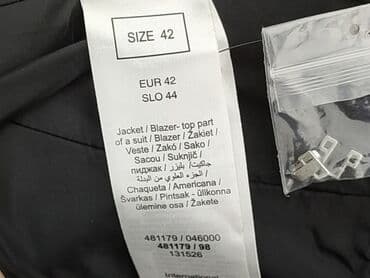 SIZE 42
EUR 42
SLO 44
Jacket / Blazer- top part
of a suit / Blazer / Żakiet /
Veste / Zakó / Sako /
Sacou / Suknjič /
пиджак / جاكيت/ بليزر /
الجزء العلوي من البدلة /
Chaqueta / Americana /
Švarkas / Pintsak - ülikonna
ülemine osa / Žakete
481179 / 046000
481179 / 98
131526
International